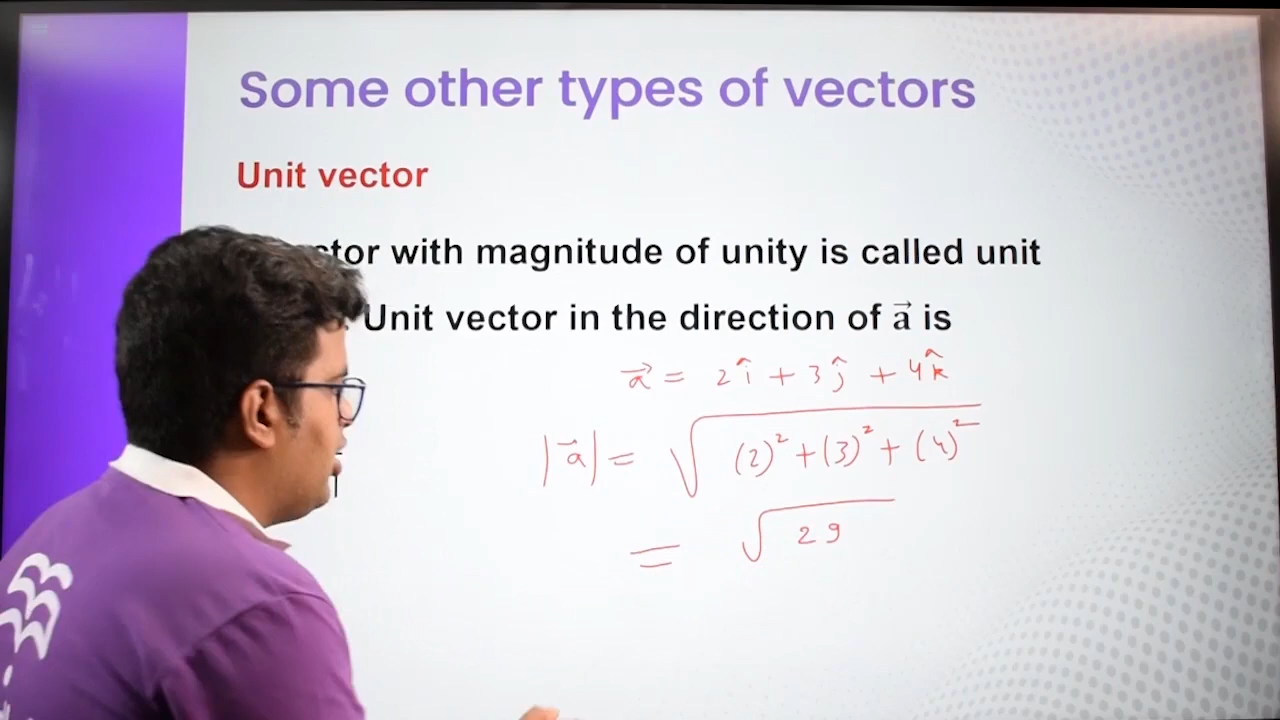 Some other types of vectors
Unit vector
with magnitude of unity is called unit
Unit vector in the direction of a⃗ is
a⃗ = 2î + 3ĵ + 4k̂
|a⃗| = √((2)² + (3)² + (4)²)
= √29